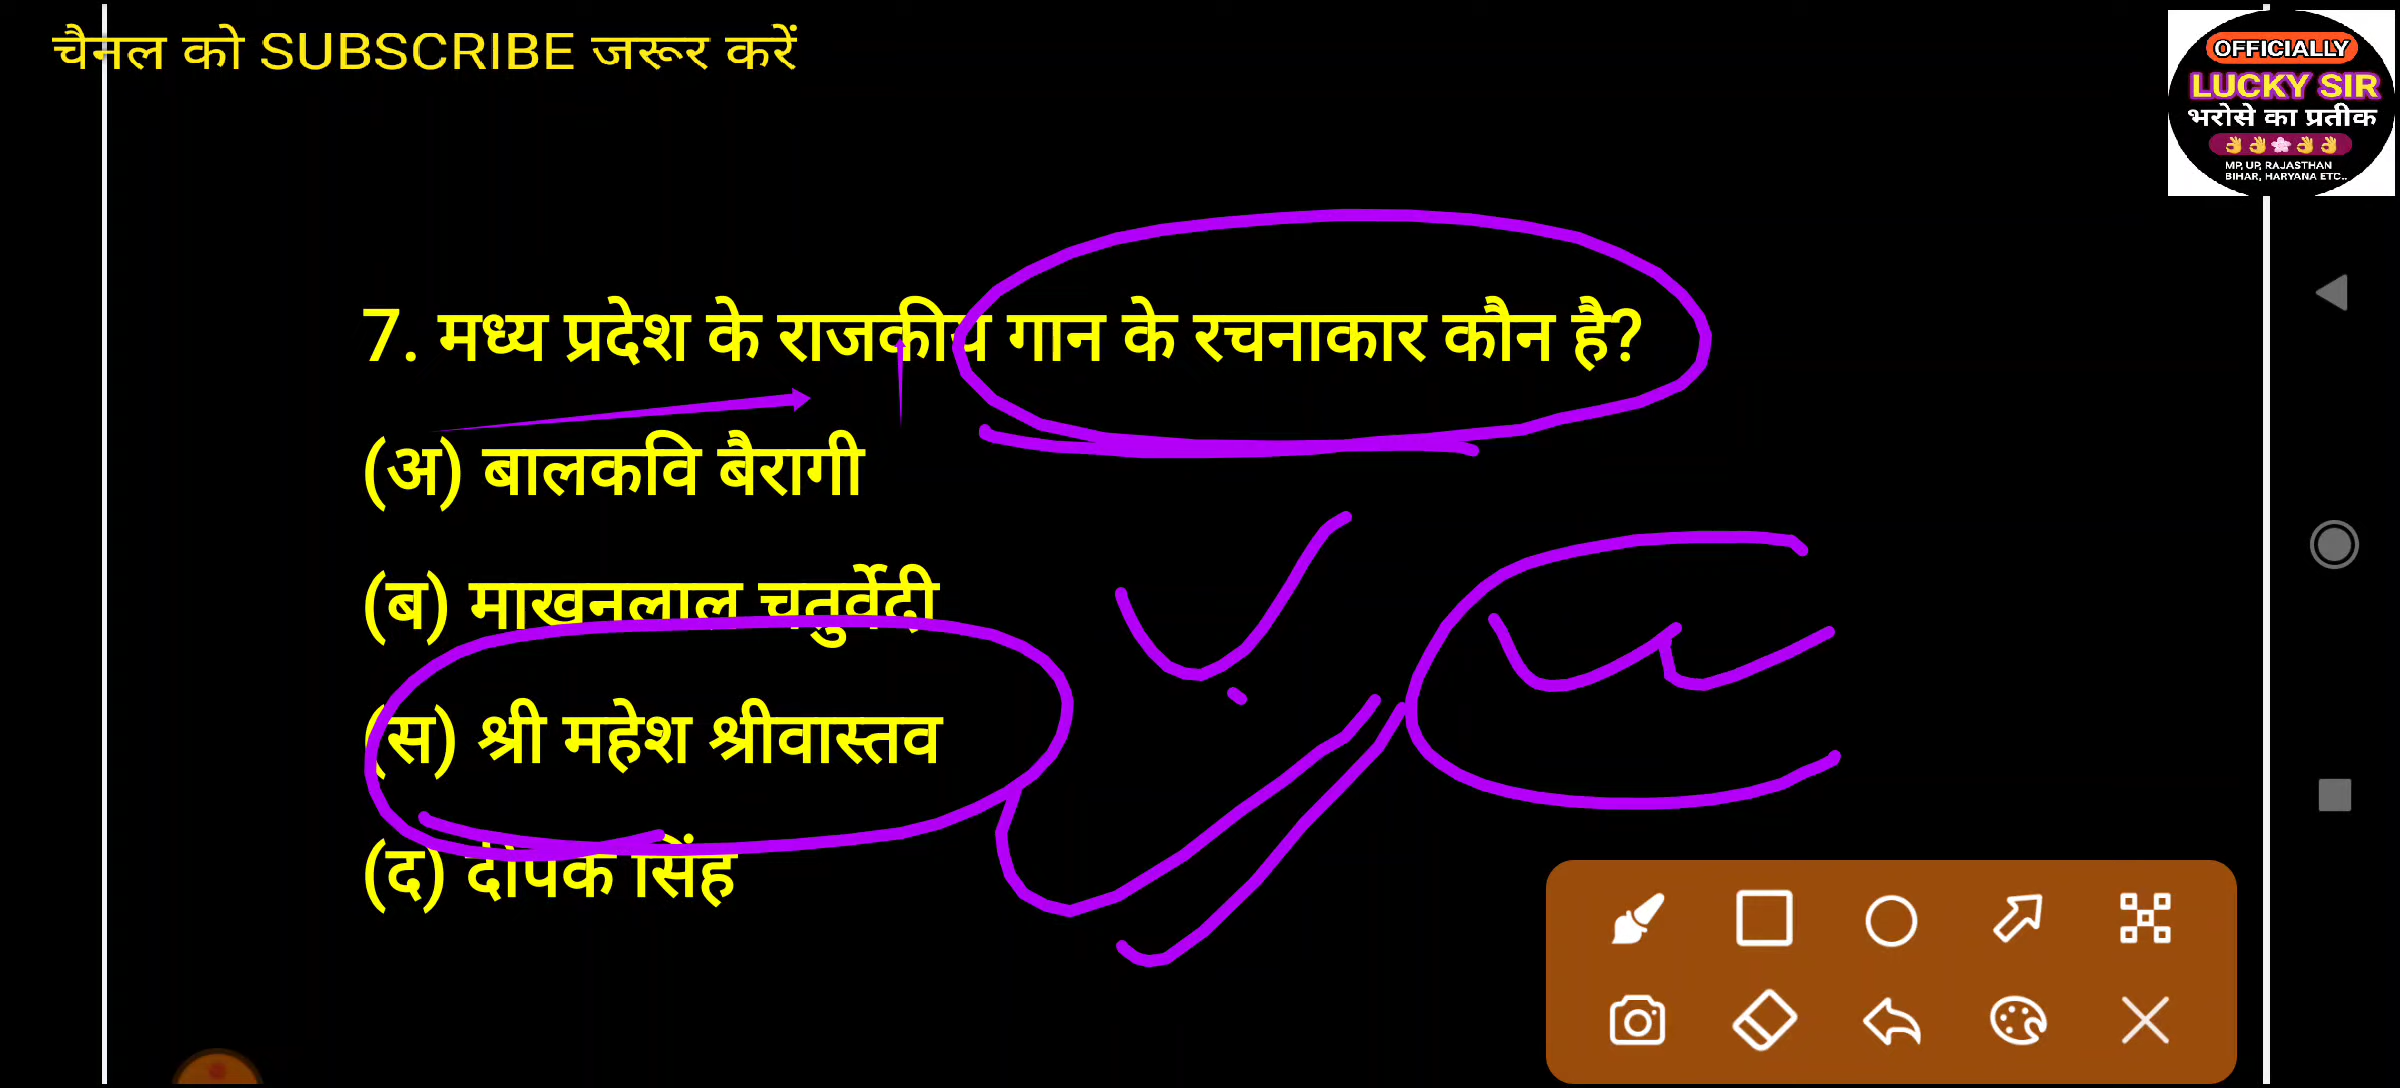 चैनल को SUBSCRIBE जरूर करें
OFFICIALLY
LUCKY SIR
भरोसे का प्रतीक
MP, UP, RAJASTHAN
BIHAR, HARYANA ETC..
7. मध्य प्रदेश के राजकीय गान के रचनाकार कौन है?
(अ) बालकवि बैरागी
(ब) माखनलाल चतुर्वेदी
(स) श्री महेश श्रीवास्तव
(द) दीपक सिंह